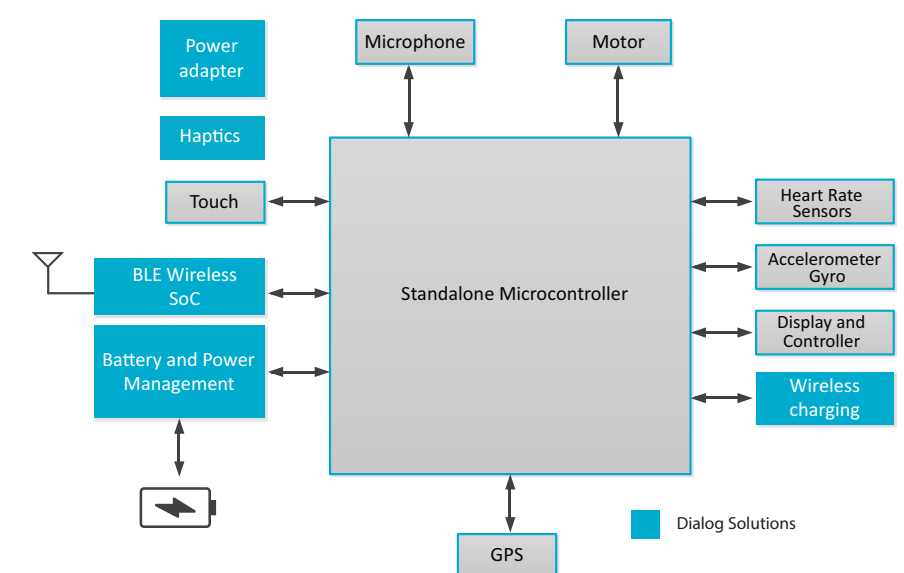 Power
adapter
Microphone
Motor
Haptics
Touch
Heart Rate
Sensors
BLE Wireless
SoC
Standalone Microcontroller
Accelerometer
Gyro
Battery and Power
Management
Display and
Controller
Wireless
charging
Dialog Solutions
GPS